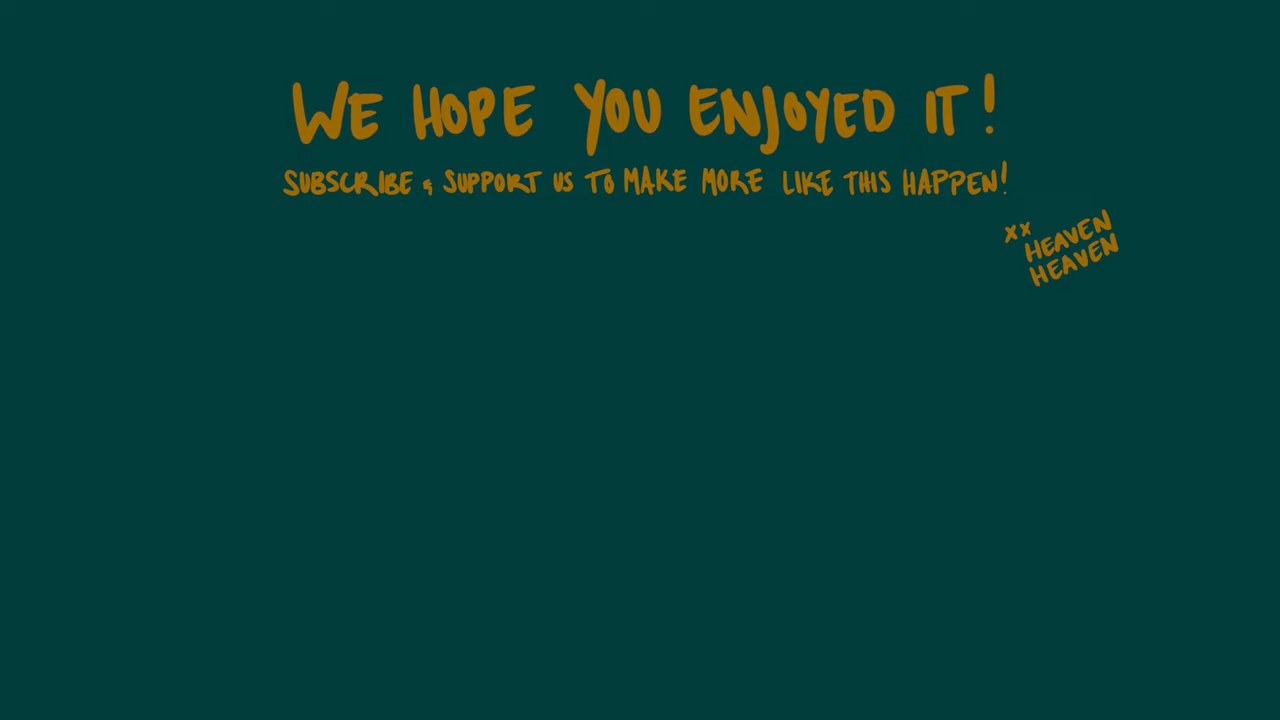 WE HOPE YOU ENJOYED IT!
SUBSCRIBE & SUPPORT US TO MAKE MORE LIKE THIS HAPPEN!
xx
HEAVEN
HEAVEN